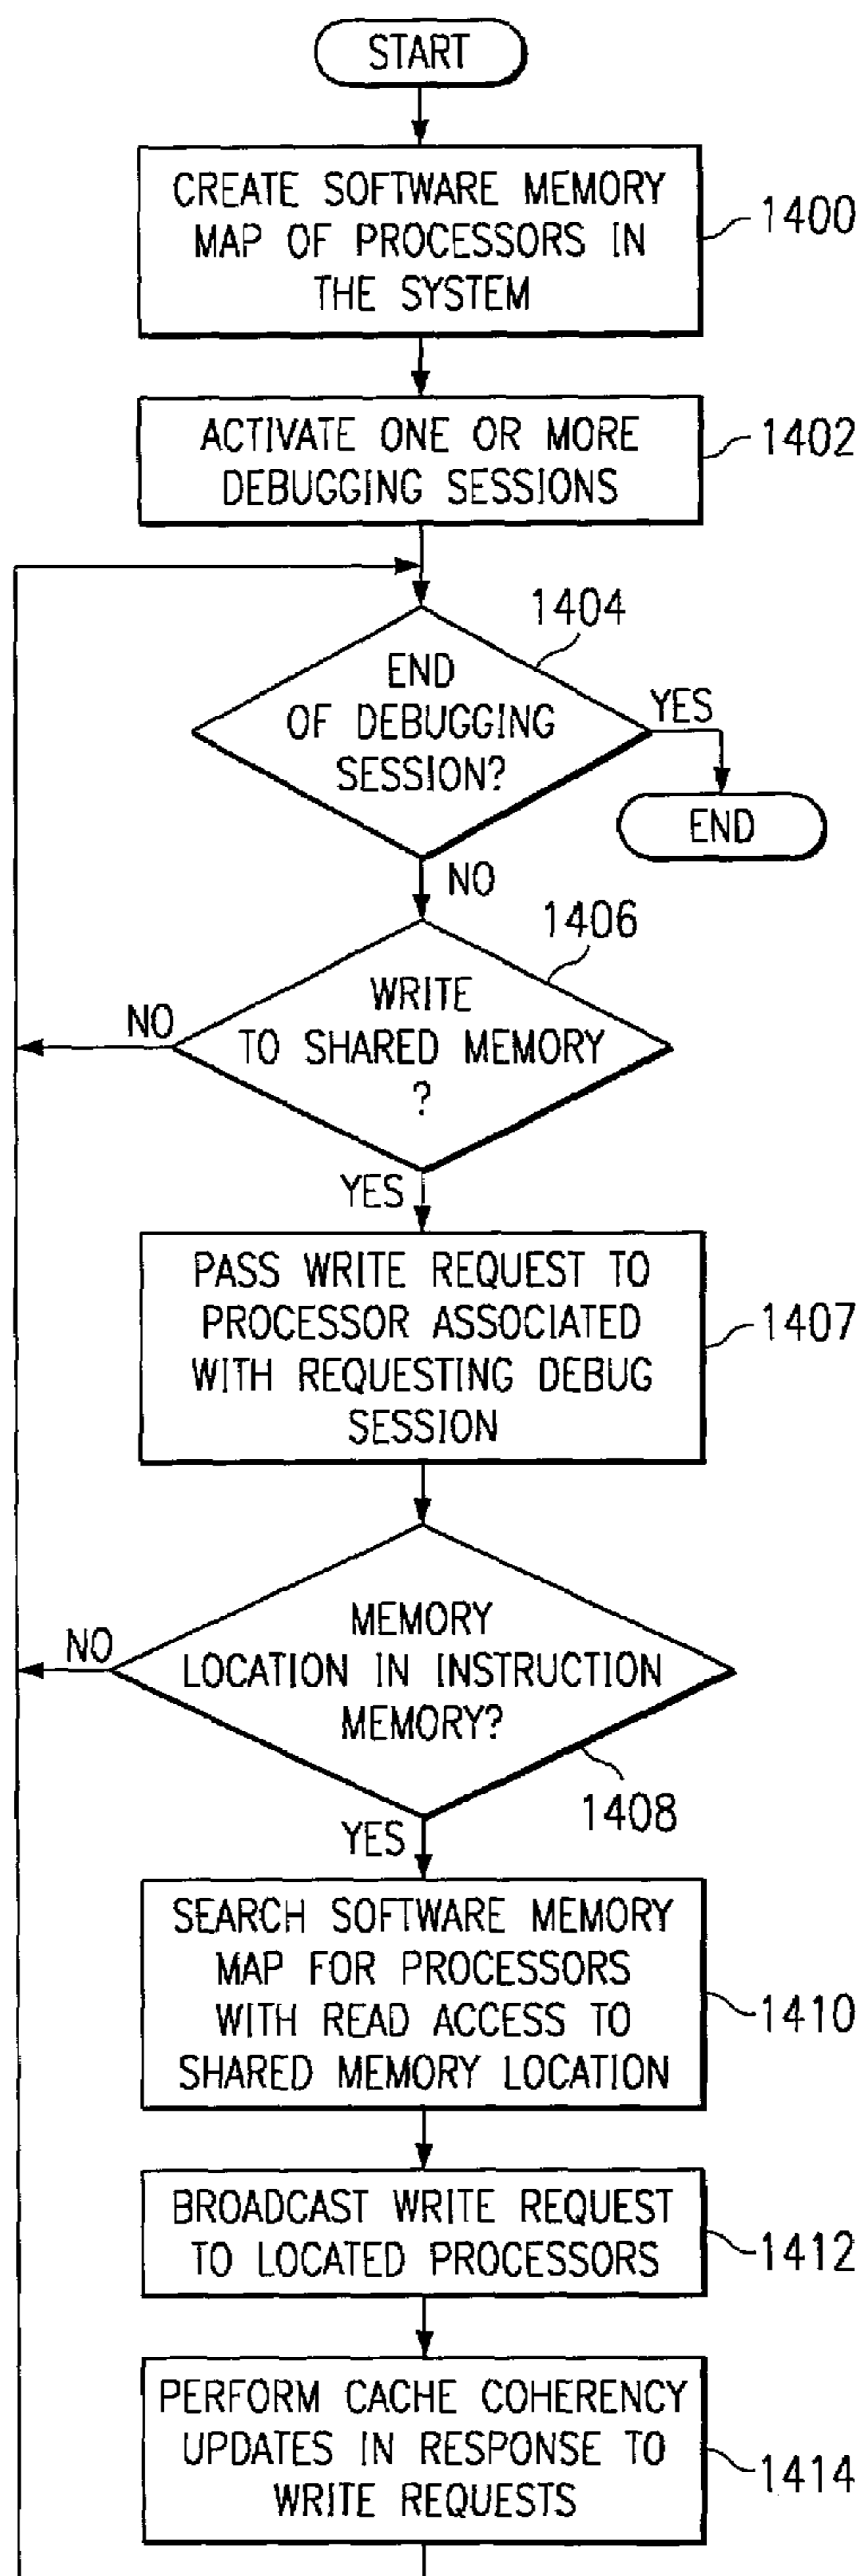 START
CREATE SOFTWARE MEMORY
MAP OF PROCESSORS IN
THE SYSTEM
1400
ACTIVATE ONE OR MORE
DEBUGGING SESSIONS
1402
1404
END
OF DEBUGGING
SESSION?
YES
END
NO
1406
WRITE
TO SHARED MEMORY
?
NO
YES
PASS WRITE REQUEST TO
PROCESSOR ASSOCIATED
WITH REQUESTING DEBUG
SESSION
1407
MEMORY
LOCATION IN INSTRUCTION
MEMORY?
NO
1408
YES
SEARCH SOFTWARE MEMORY
MAP FOR PROCESSORS
WITH READ ACCESS TO
SHARED MEMORY LOCATION
1410
BROADCAST WRITE REQUEST
TO LOCATED PROCESSORS
1412
PERFORM CACHE COHERENCY
UPDATES IN RESPONSE TO
WRITE REQUESTS
1414